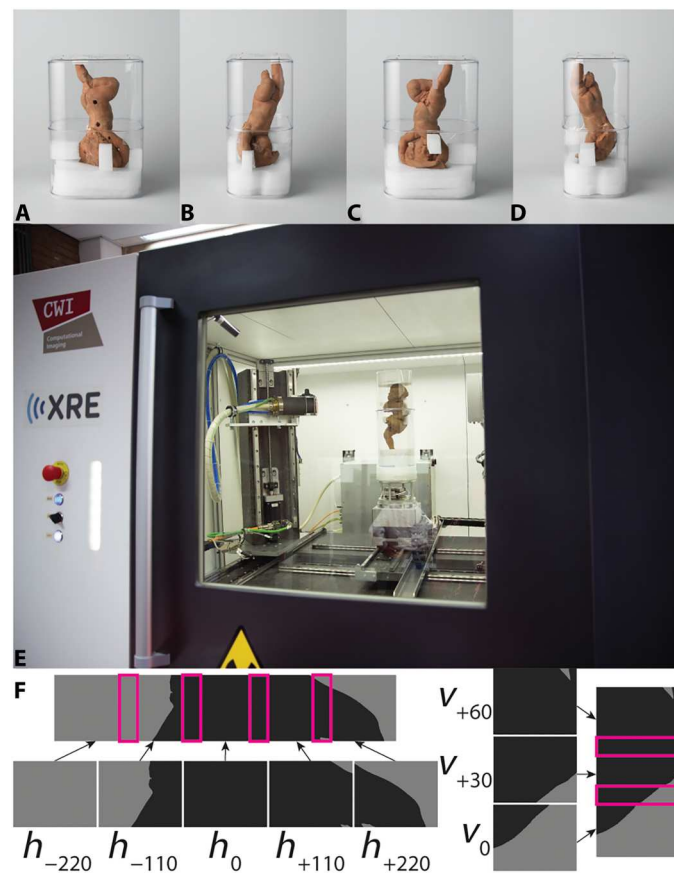 A
B
C
D
CWI
Computational
Imaging
XRE
E
F
h−220
h−110
h0
h+110
h+220
v+60
v+30
v0